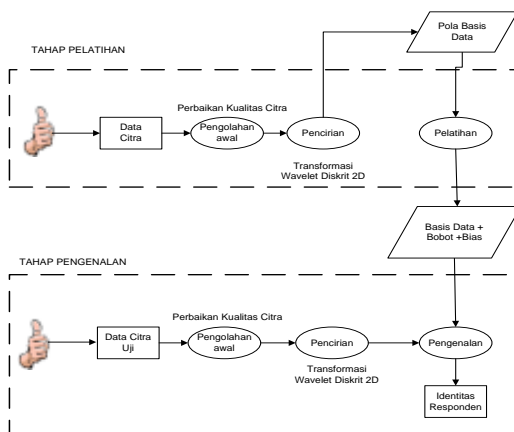 Pola Basis
Data
TAHAP PELATIHAN
Perbaikan Kualitas Citra
Data
Citra
Pengolahan
awal
Pencirian
Pelatihan
Transformasi
Wavelet Diskrit 2D
Basis Data +
Bobot +Bias
TAHAP PENGENALAN
Perbaikan Kualitas Citra
Data Citra
Uji
Pengolahan
awal
Pencirian
Pengenalan
Transformasi
Wavelet Diskrit 2D
Identitas
Responden